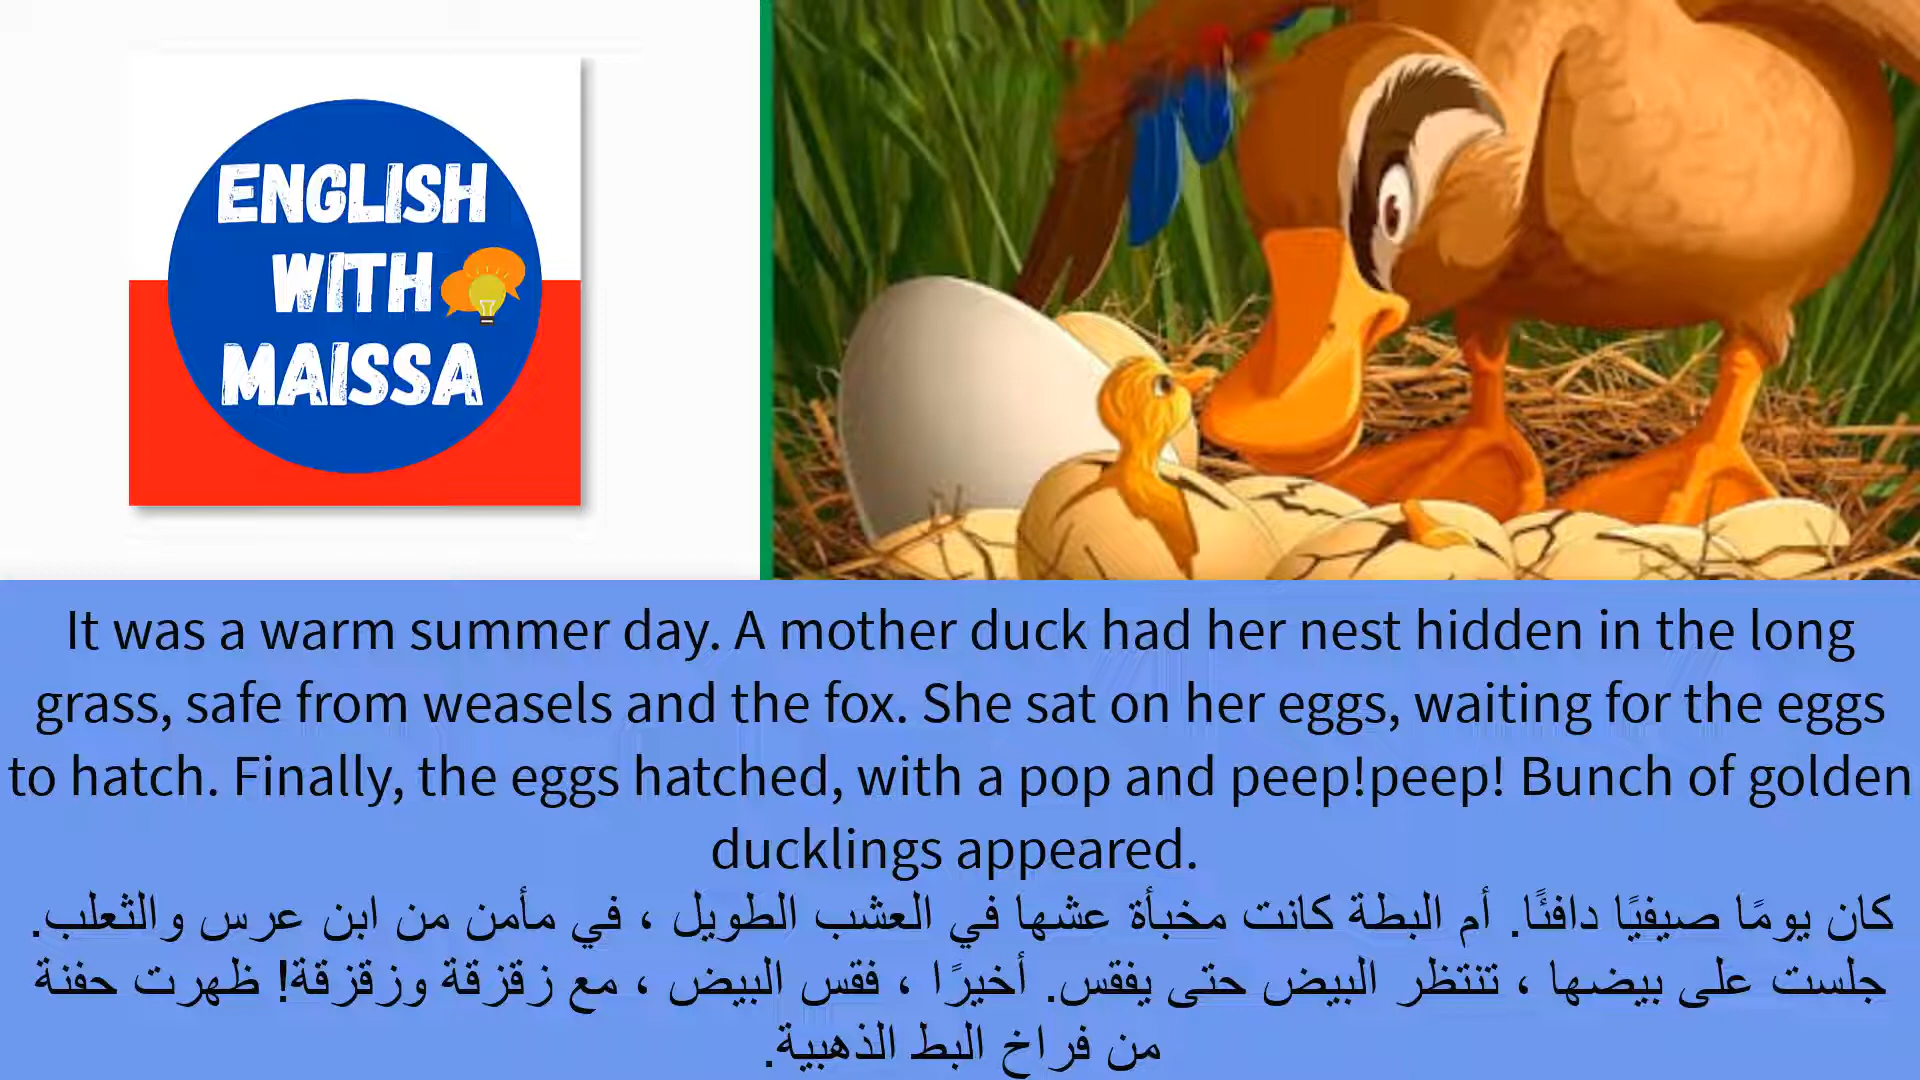 ENGLISH
WITH
MAISSA
It was a warm summer day. A mother duck had her nest hidden in the long
grass, safe from weasels and the fox. She sat on her eggs, waiting for the eggs
to hatch. Finally, the eggs hatched, with a pop and peep!peep! Bunch of golden
ducklings appeared.
كان يومًا صيفيًا دافئًا. أم البطة كانت مخبأة عشها في العشب الطويل ، في مأمن من ابن عرس والثعلب.
جلست على بيضها ، تنتظر البيض حتى يفقس. أخيرًا ، فقس البيض ، مع زقزقة وزقزقة! ظهرت حفنة
من فراخ البط الذهبية.